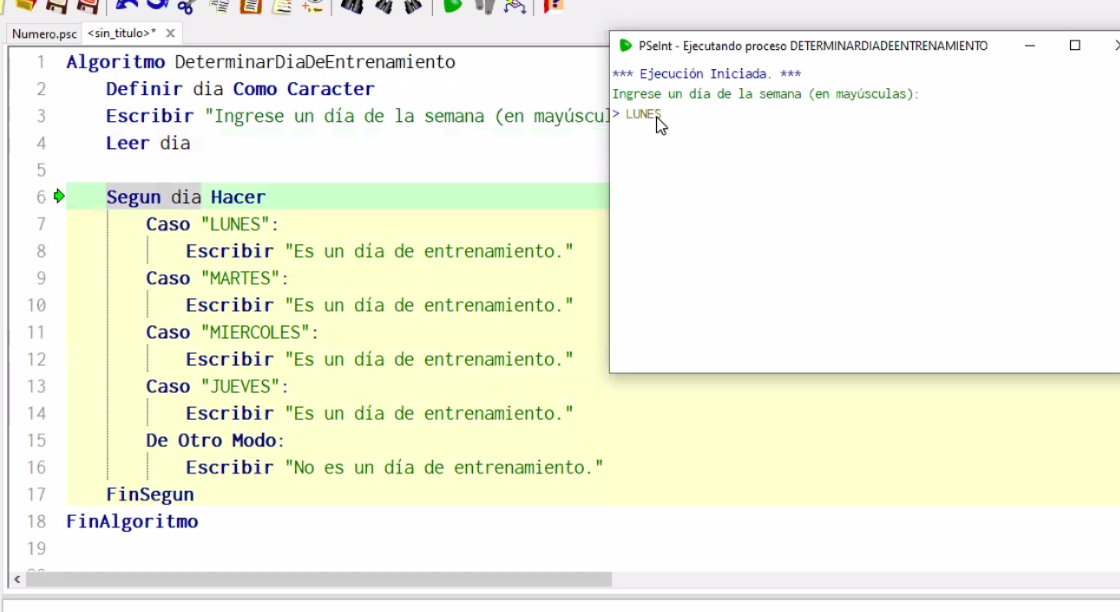 Numero.psc <sin_titulo>*
1 Algoritmo DeterminarDiaDeEntrenamiento
2 Definir dia Como Caracter
3 Escribir "Ingrese un día de la semana (en mayúscul
4 Leer dia
5
6 Segun dia Hacer
7 Caso "LUNES":
8 Escribir "Es un día de entrenamiento."
9 Caso "MARTES":
10 Escribir "Es un día de entrenamiento."
11 Caso "MIERCOLES":
12 Escribir "Es un día de entrenamiento."
13 Caso "JUEVES":
14 Escribir "Es un día de entrenamiento."
15 De Otro Modo:
16 Escribir "No es un día de entrenamiento."
17 FinSegun
18 FinAlgoritmo
19
PSeInt - Ejecutando proceso DETERMINARDIADEENTRENAMIENTO
*** Ejecución Iniciada. ***
Ingrese un día de la semana (en mayúsculas):
> LUNES